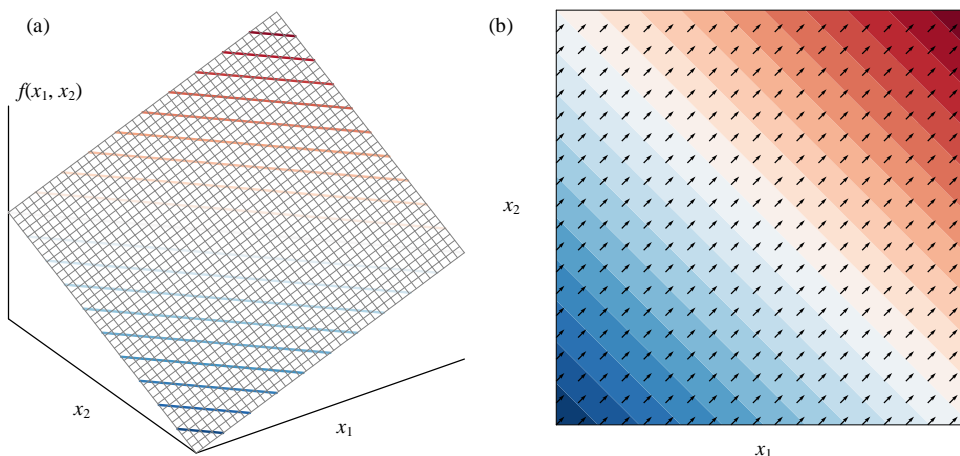 (a)
(b)
f(x₁, x₂)
x₂
x₁
x₂
x₁